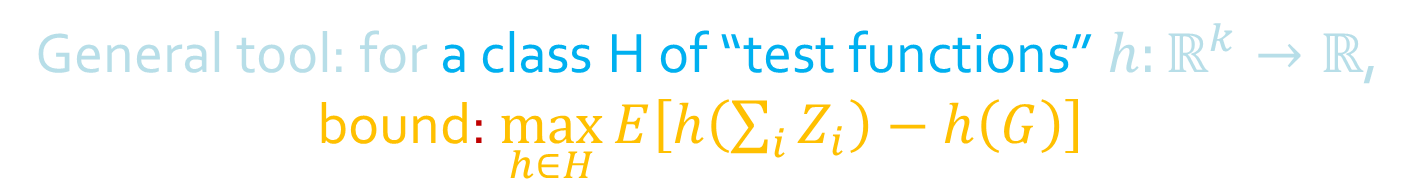 General tool: for a class H of “test functions” ℎ: ℝ^k → ℝ,
bound: max_{ℎ∈H} E[ℎ(∑_i Z_i) − ℎ(G)]